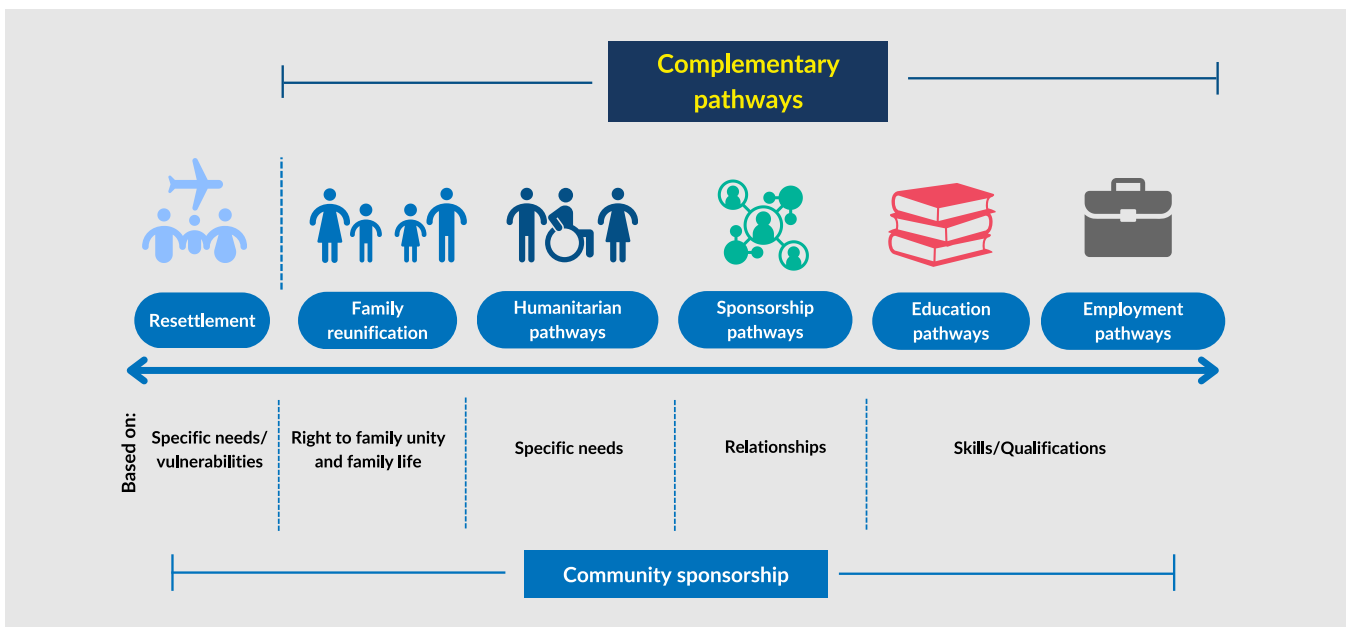 Complementary
pathways
Resettlement
Family
reunification
Humanitarian
pathways
Sponsorship
pathways
Education
pathways
Employment
pathways
Based on:
Specific needs/
vulnerabilities
Right to family unity
and family life
Specific needs
Relationships
Skills/Qualifications
Community sponsorship